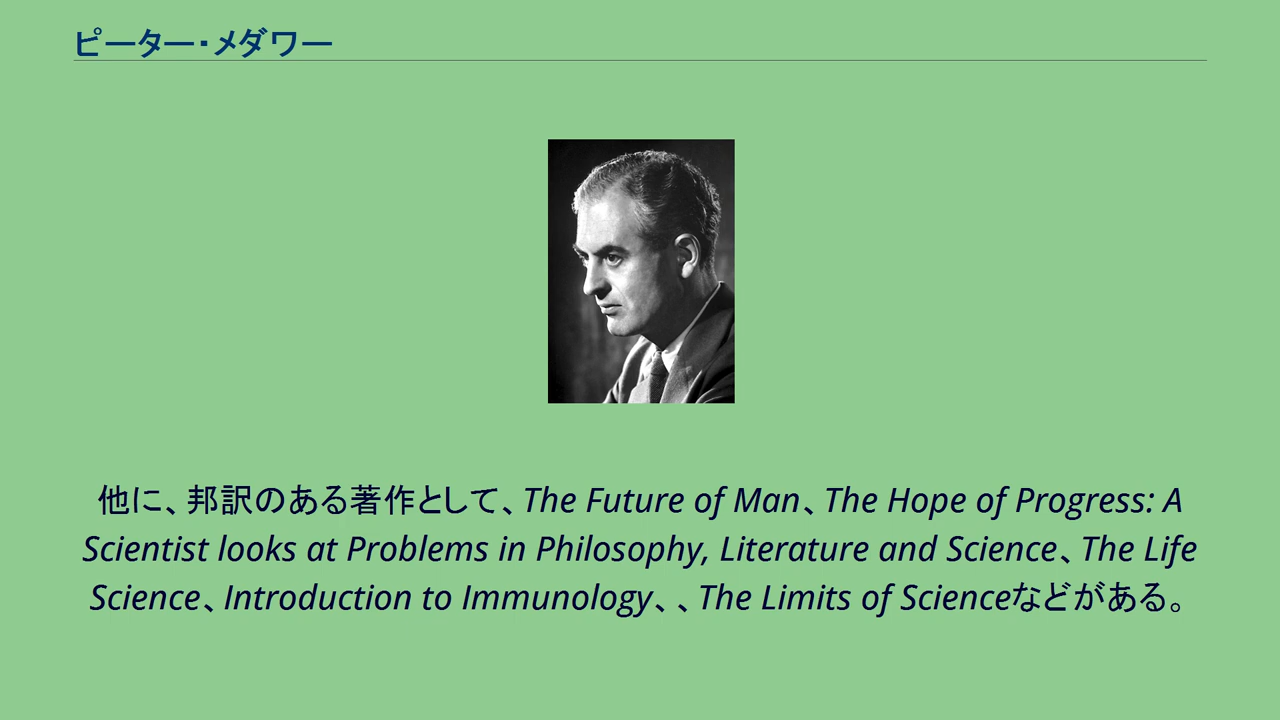 ピーター・メダワー
他に、邦訳のある著作として、The Future of Man、The Hope of Progress: A
Scientist looks at Problems in Philosophy, Literature and Science、The Life
Science、Introduction to Immunology、、The Limits of Scienceなどがある。